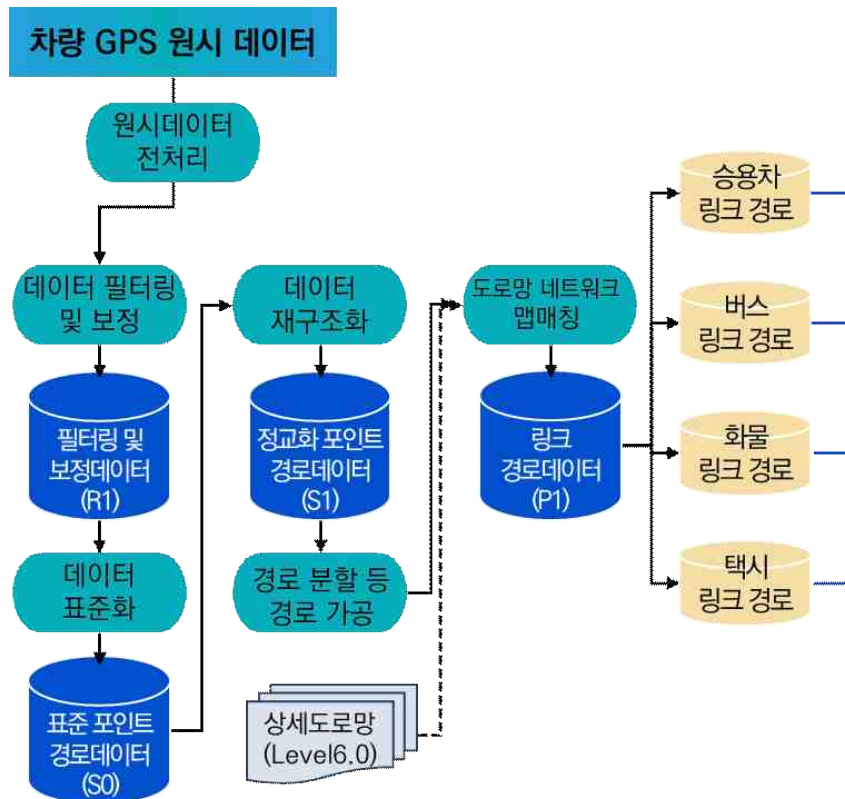 차량 GPS 원시 데이터
원시데이터
전처리
데이터 필터링
및 보정
필터링 및
보정데이터
(R1)
데이터
표준화
표준 포인트
경로데이터
(S0)
데이터
재구조화
정교화 포인트
경로데이터
(S1)
경로 분할 등
경로 가공
상세도로망
(Level6.0)
도로망 네트워크
맵매칭
링크
경로데이터
(P1)
승용차
링크 경로
버스
링크 경로
화물
링크 경로
택시
링크 경로